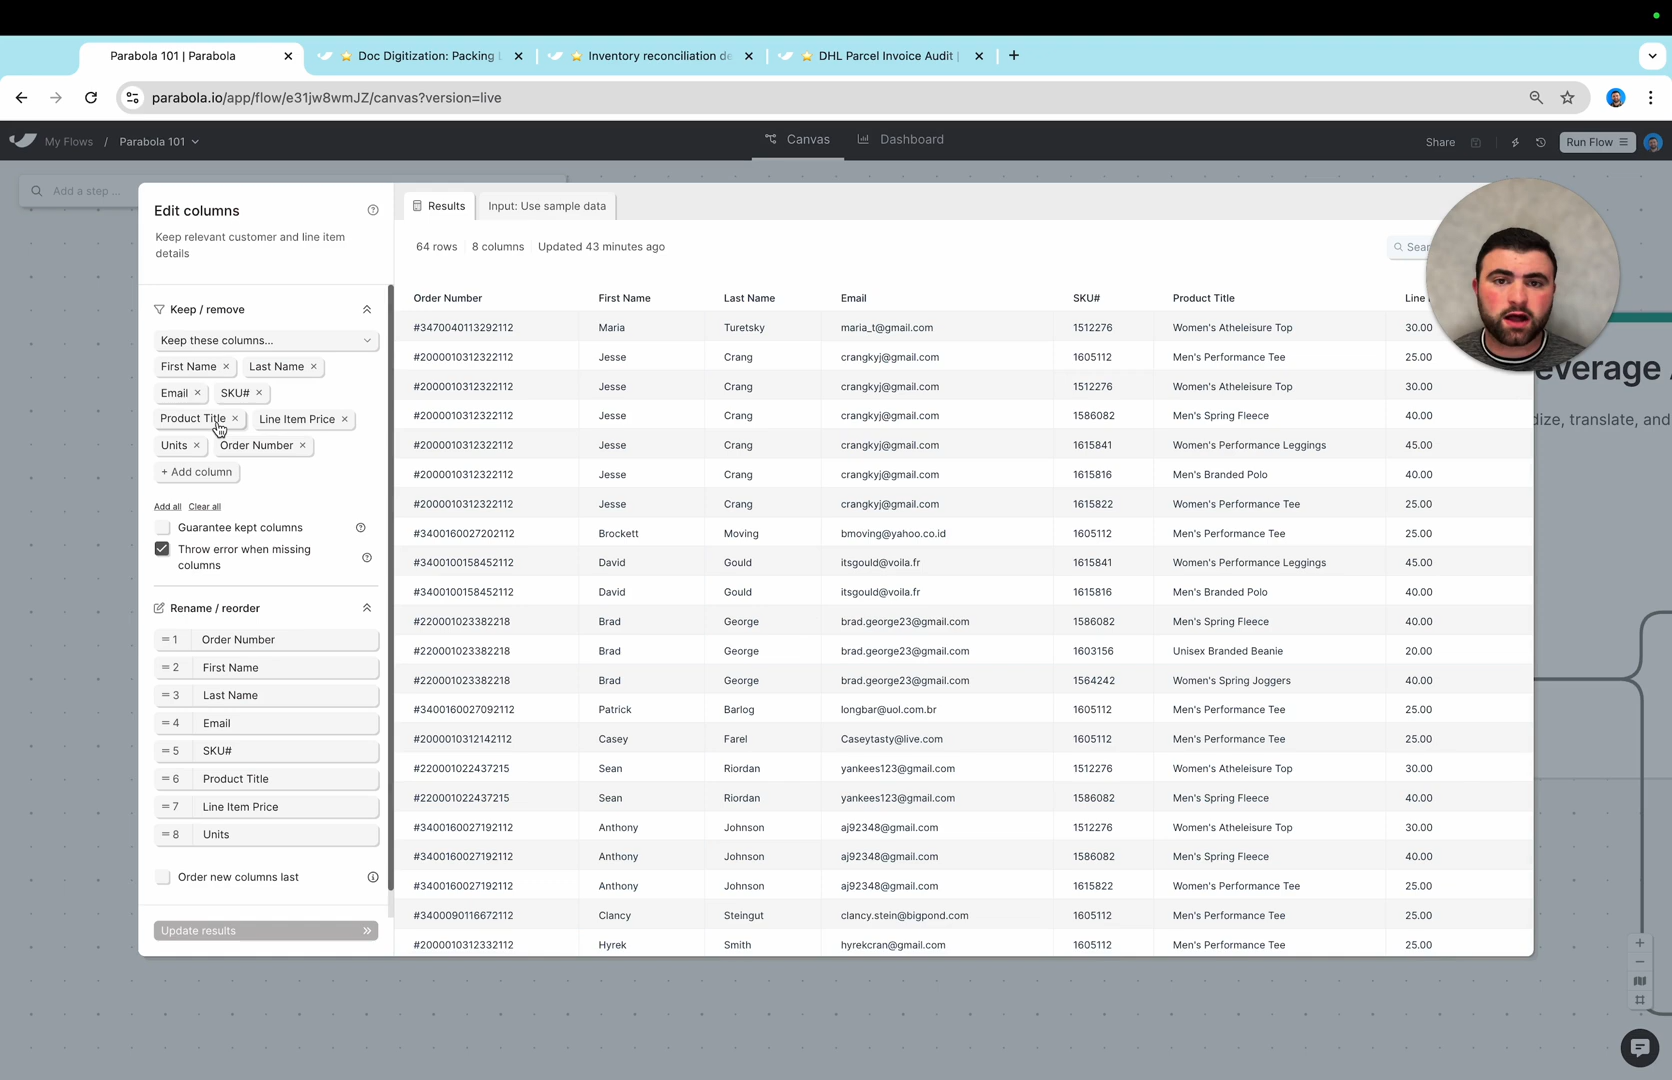 Parabola 101 | Parabola
Doc Digitization: Packing
Inventory reconciliation de
DHL Parcel Invoice Audit |
parabola.io/app/flow/e31jw8wmJZ/canvas?version=live
My Flows / Parabola 101
Canvas
Dashboard
Share
Run Flow
Add a step ...
Edit columns
Keep relevant customer and line item
details
Keep / remove
Keep these columns...
First Name × Last Name ×
Email × SKU# ×
Product Title × Line Item Price ×
Units × Order Number ×
+ Add column
Add all Clear all
Guarantee kept columns
Throw error when missing
columns
Rename / reorder
1 Order Number
2 First Name
3 Last Name
4 Email
5 SKU#
6 Product Title
7 Line Item Price
8 Units
Order new columns last
Update results
Results
Input: Use sample data
64 rows 8 columns Updated 43 minutes ago
Sear
Order Number First Name Last Name Email SKU# Product Title Line
#3470040113292112 Maria Turetsky maria_t@gmail.com 1512276 Women's Atheleisure Top 30.00
#2000010312322112 Jesse Crang crangkyj@gmail.com 1605112 Men's Performance Tee 25.00
#2000010312322112 Jesse Crang crangkyj@gmail.com 1512276 Women's Atheleisure Top 30.00
#2000010312322112 Jesse Crang crangkyj@gmail.com 1586082 Men's Spring Fleece 40.00
#2000010312322112 Jesse Crang crangkyj@gmail.com 1615841 Women's Performance Leggings 45.00
#2000010312322112 Jesse Crang crangkyj@gmail.com 1615816 Men's Branded Polo 40.00
#2000010312322112 Jesse Crang crangkyj@gmail.com 1615822 Women's Performance Tee 25.00
#3400160027202112 Brockett Moving bmoving@yahoo.co.id 1605112 Men's Performance Tee 25.00
#3400100158452112 David Gould itsgould@voila.fr 1615841 Women's Performance Leggings 45.00
#3400100158452112 David Gould itsgould@voila.fr 1615816 Men's Branded Polo 40.00
#220001023382218 Brad George brad.george23@gmail.com 1586082 Men's Spring Fleece 40.00
#220001023382218 Brad George brad.george23@gmail.com 1603156 Unisex Branded Beanie 20.00
#220001023382218 Brad George brad.george23@gmail.com 1564242 Women's Spring Joggers 40.00
#3400160027092112 Patrick Barlog longbar@uol.com.br 1605112 Men's Performance Tee 25.00
#2000010312142112 Casey Farel Caseytasty@live.com 1605112 Men's Performance Tee 25.00
#220001022437215 Sean Riordan yankees123@gmail.com 1512276 Women's Atheleisure Top 30.00
#220001022437215 Sean Riordan yankees123@gmail.com 1586082 Men's Spring Fleece 40.00
#3400160027192112 Anthony Johnson aj92348@gmail.com 1512276 Women's Atheleisure Top 30.00
#3400160027192112 Anthony Johnson aj92348@gmail.com 1586082 Men's Spring Fleece 40.00
#3400160027192112 Anthony Johnson aj92348@gmail.com 1615822 Women's Performance Tee 25.00
#3400090116672112 Clancy Steingut clancy.stein@bigpond.com 1605112 Men's Performance Tee 25.00
#2000010312332112 Hyrek Smith hyrekcran@gmail.com 1605112 Men's Performance Tee 25.00
everage
dize, translate, and